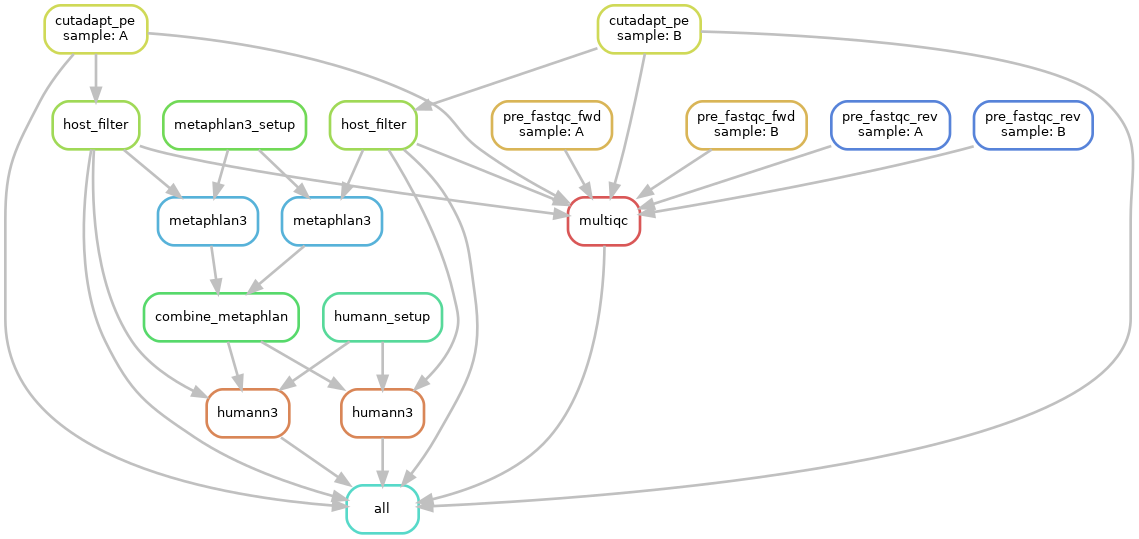 cutadapt_pe
sample: A
cutadapt_pe
sample: B
host_filter
metaphlan3_setup
host_filter
pre_fastqc_fwd
sample: A
pre_fastqc_fwd
sample: B
pre_fastqc_rev
sample: A
pre_fastqc_rev
sample: B
metaphlan3
metaphlan3
multiqc
combine_metaphlan
humann_setup
humann3
humann3
all